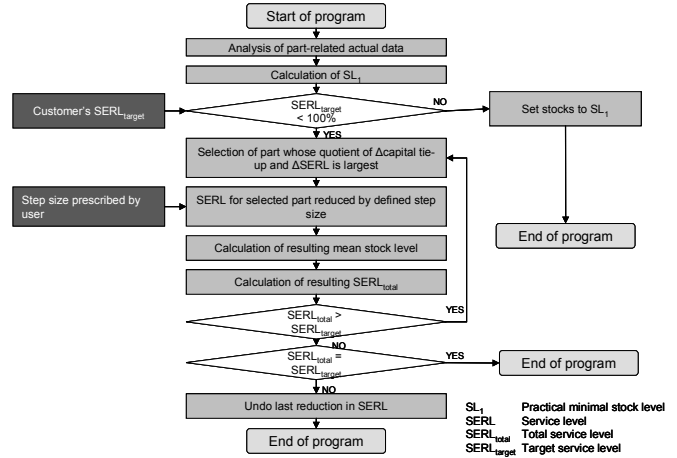 Start of program
Analysis of part-related actual data
Calculation of SL1
Customer's SERLtarget
SERLtarget
< 100%
NO
Set stocks to SL1
YES
Selection of part whose quotient of Δcapital tie-
up and ΔSERL is largest
Step size prescribed by
user
SERL for selected part reduced by defined step
size
End of program
Calculation of resulting mean stock level
Calculation of resulting SERLtotal
SERLtotal >
SERLtarget
YES
NO
SERLtotal =
SERLtarget
YES
End of program
NO
Undo last reduction in SERL
End of program
SL1 Practical minimal stock level
SERL Service level
SERLtotal Total service level
SERLtarget Target service level